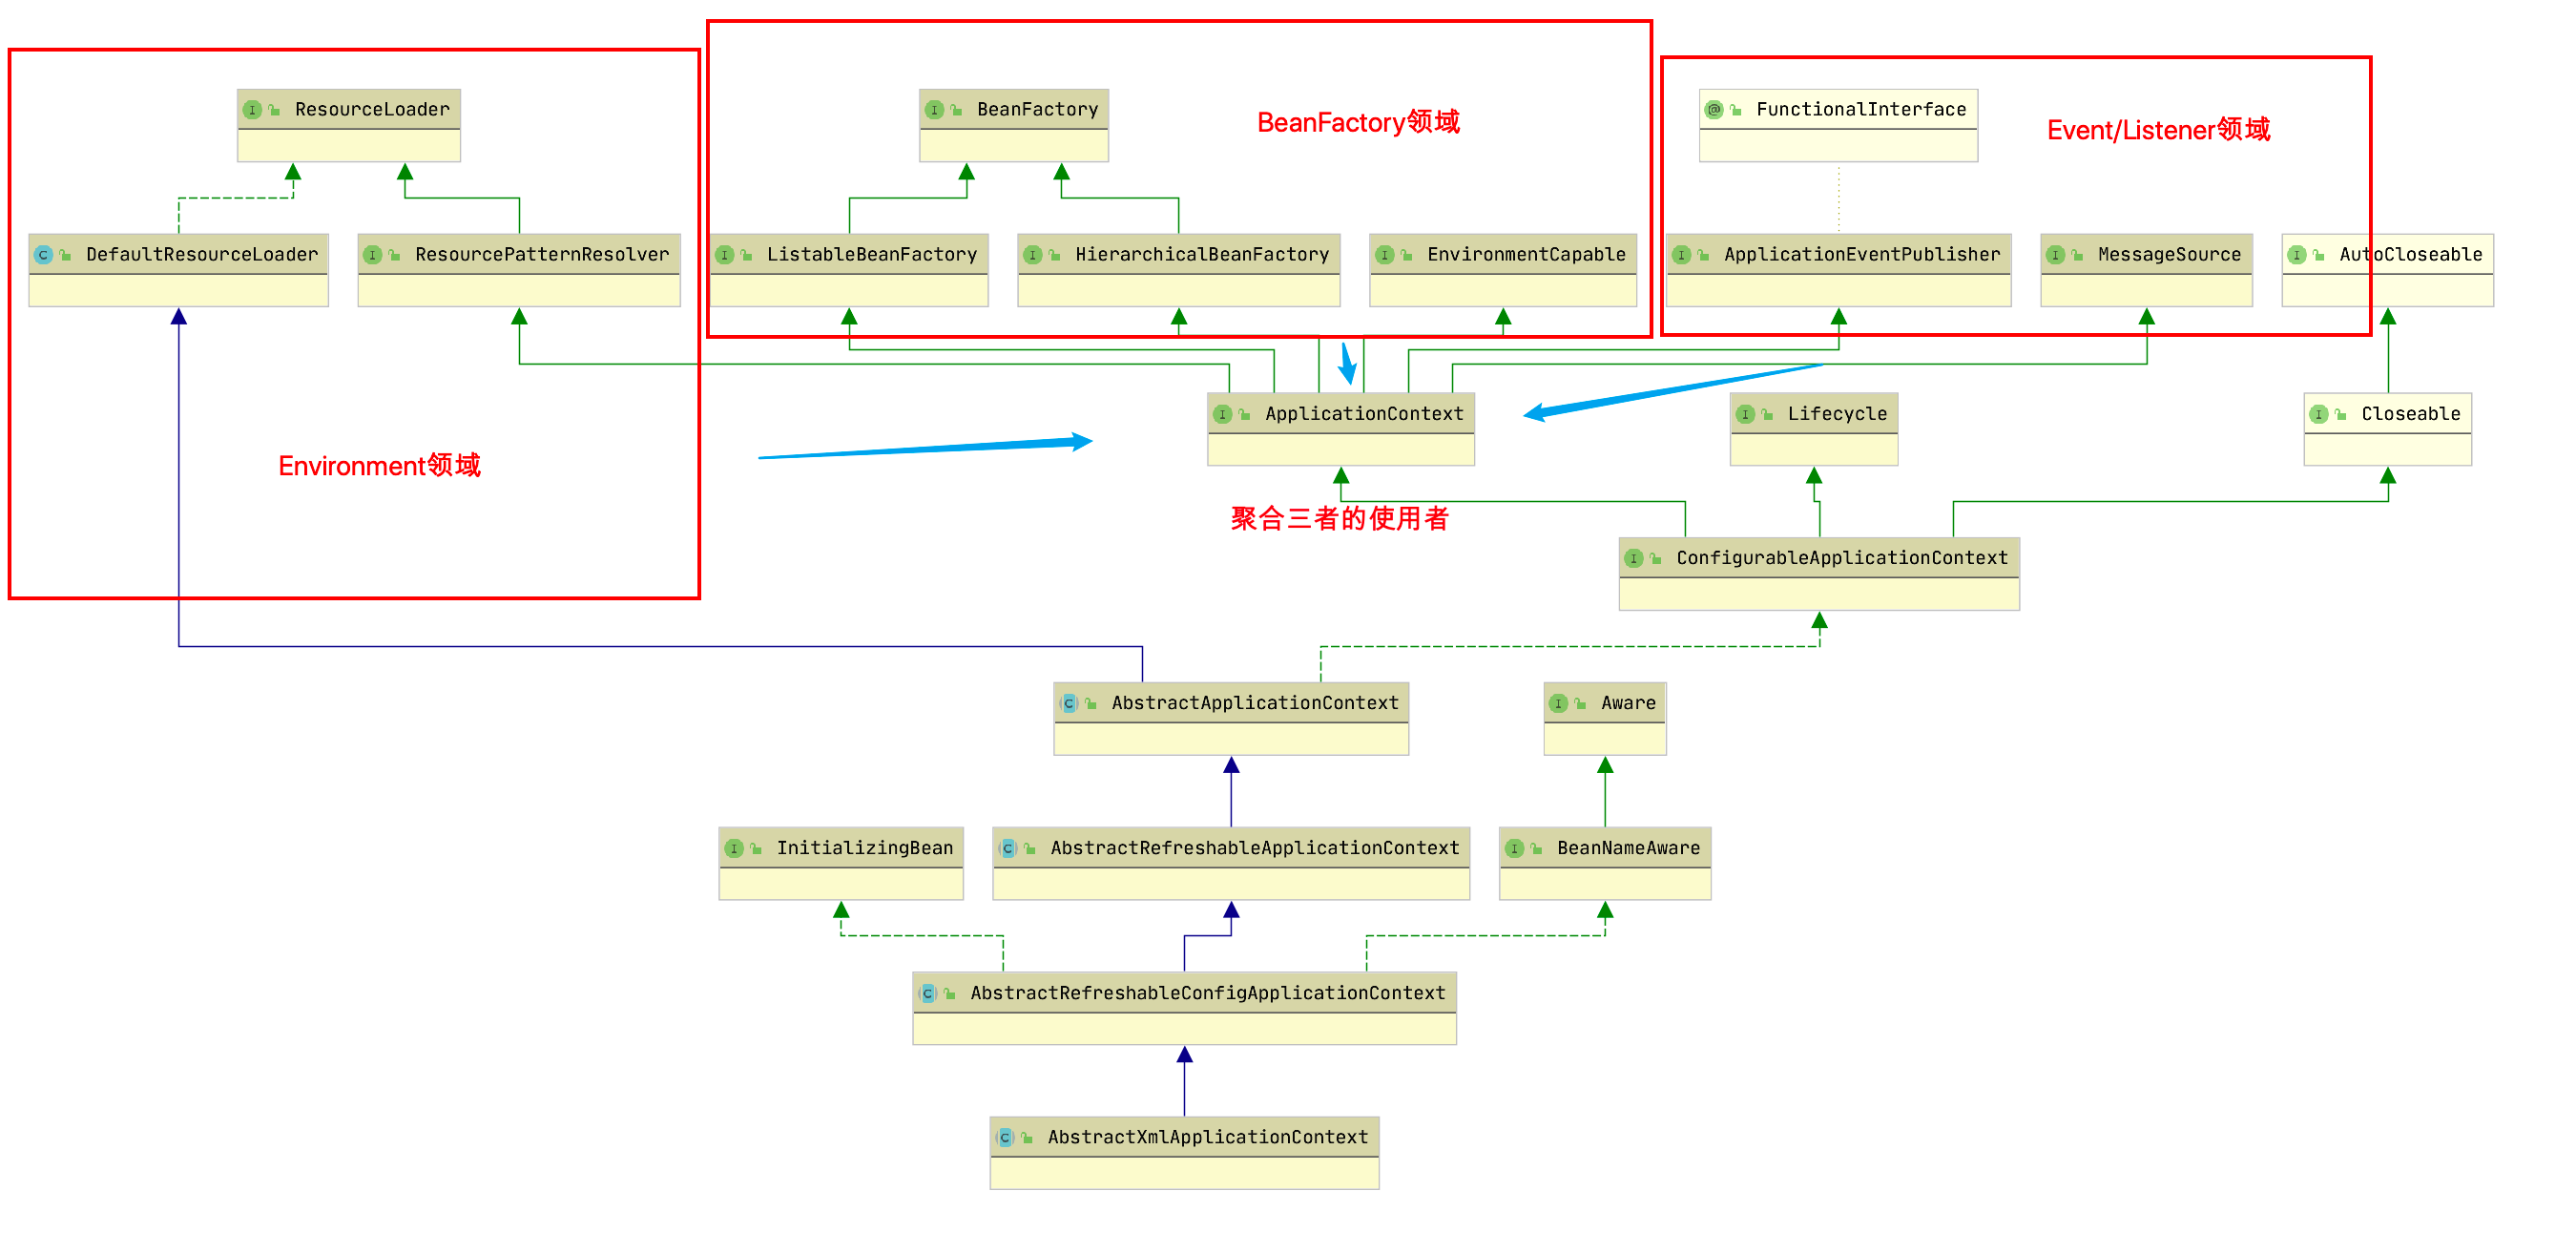 ResourceLoader
BeanFactory
BeanFactory领域
FunctionalInterface
Event/Listener领域
DefaultResourceLoader
ResourcePatternResolver
ListableBeanFactory
HierarchicalBeanFactory
EnvironmentCapable
ApplicationEventPublisher
MessageSource
AutoCloseable
ApplicationContext
Lifecycle
Closeable
Environment领域
聚合三者的使用者
ConfigurableApplicationContext
AbstractApplicationContext
Aware
InitializingBean
AbstractRefreshableApplicationContext
BeanNameAware
AbstractRefreshableConfigApplicationContext
AbstractXmlApplicationContext